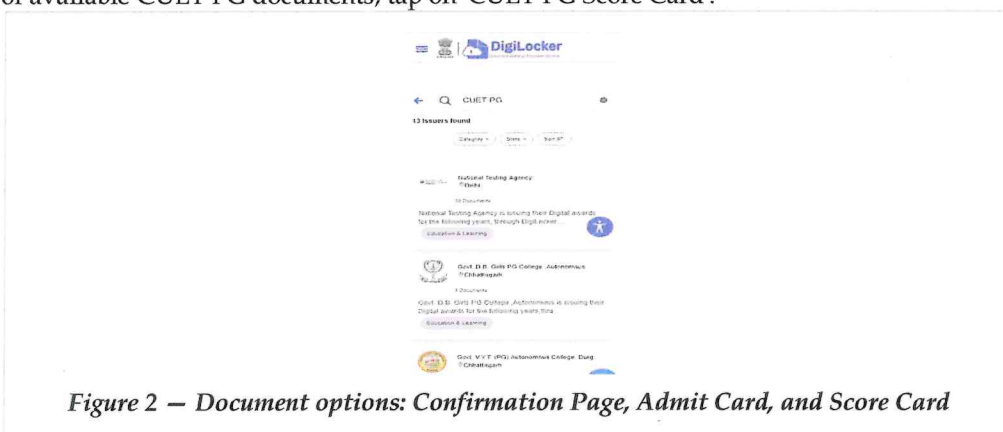 of available CUET PG documents, tap on 'CUET PG Score Card'.
DigiLocker
CUET PG
13 Issuers found
Category
State
Sort BY
National Testing Agency
Delhi
Documents
National Testing Agency is issuing their Digital awards
for the following years, through DigiLocker...
Education & Learning
Govt. D.B. Girls PG College ,Autonomous
Chhattisgarh
Documents
Govt. D.B. Girls PG College ,Autonomous is issuing their
Digital awards for the following years, thro
Education & Learning
Govt. V.Y.T. (PG) Autonomous College, Durg
Chhattisgarh
Figure 2 — Document options: Confirmation Page, Admit Card, and Score Card